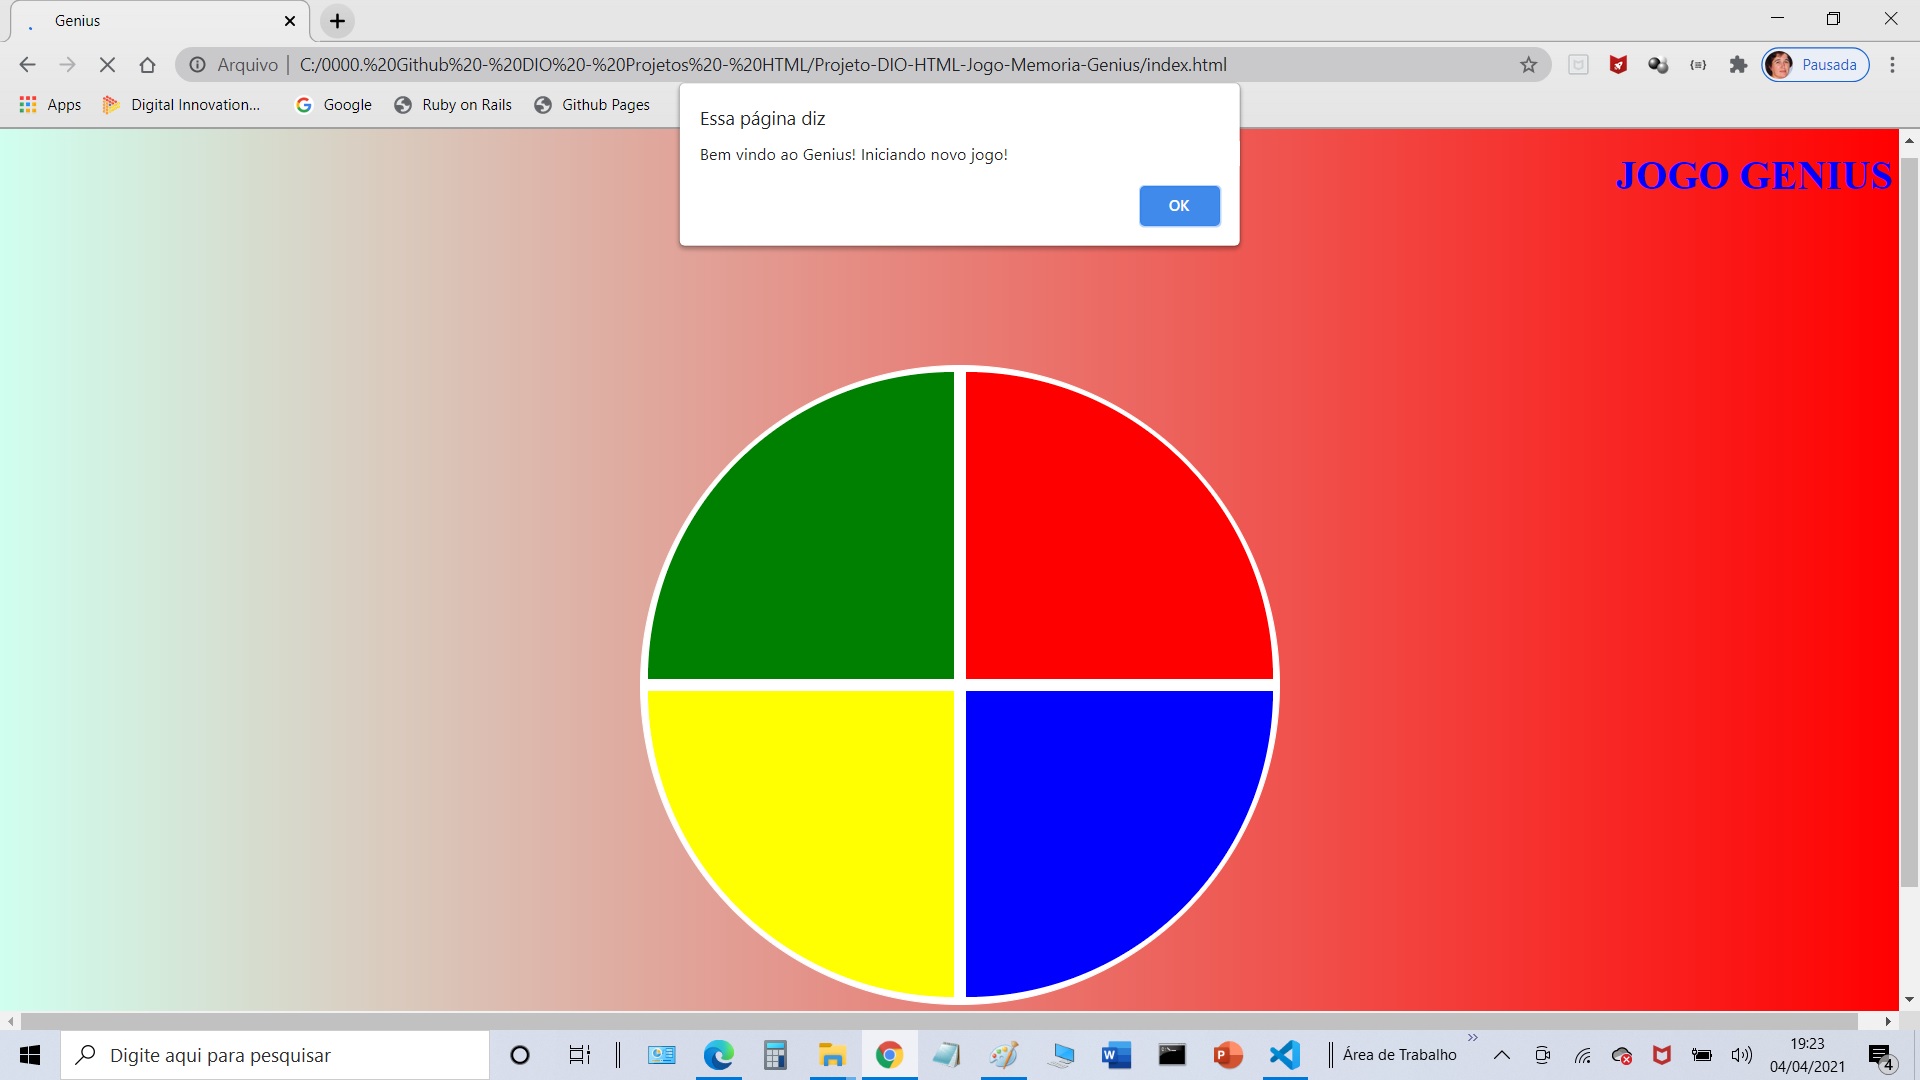 Genius
Arquivo | C:/0000.%20Github%20-%20DIO%20-%20Projetos%20-%20HTML/Projeto-DIO-HTML-Jogo-Memoria-Genius/index.html
Pausada
Apps Digital Innovation... Google Ruby on Rails Github Pages
Essa página diz
Bem vindo ao Genius! Iniciando novo jogo!
OK
JOGO GENIUS
Digite aqui para pesquisar
Área de Trabalho
19:23
04/04/2021
4